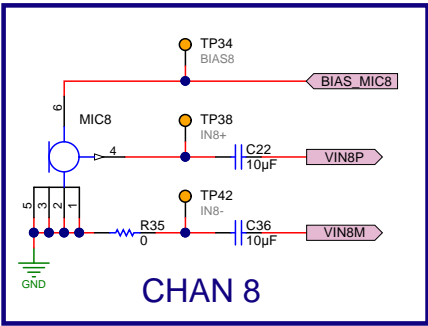 TP34
BIAS8
BIAS_MIC8
6
MIC8
TP38
IN8+
4
C22
10µF
VIN8P
TP42
IN8-
5
3
2
1
R35
0
C36
10µF
VIN8M
GND
CHAN 8